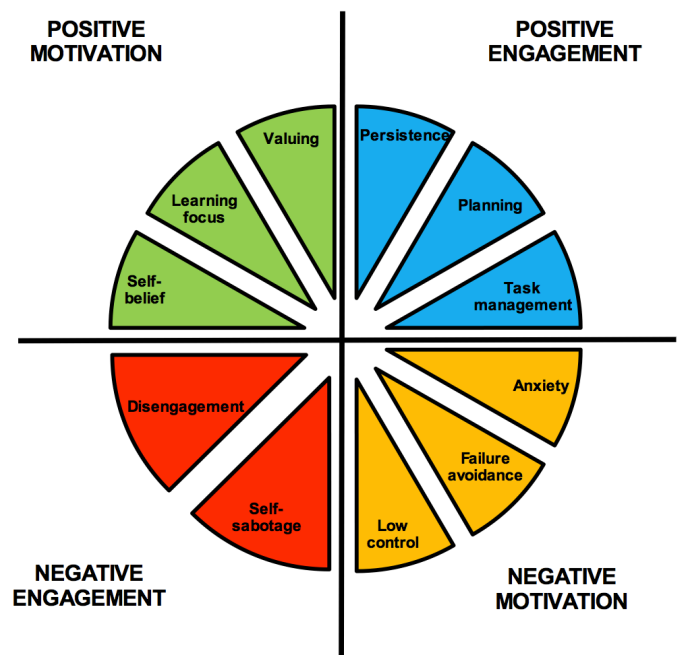 POSITIVE
MOTIVATION
POSITIVE
ENGAGEMENT
Valuing
Learning
focus
Self-
belief
Persistence
Planning
Task
management
Disengagement
Self-
sabotage
Anxiety
Failure
avoidance
Low
control
NEGATIVE
ENGAGEMENT
NEGATIVE
MOTIVATION